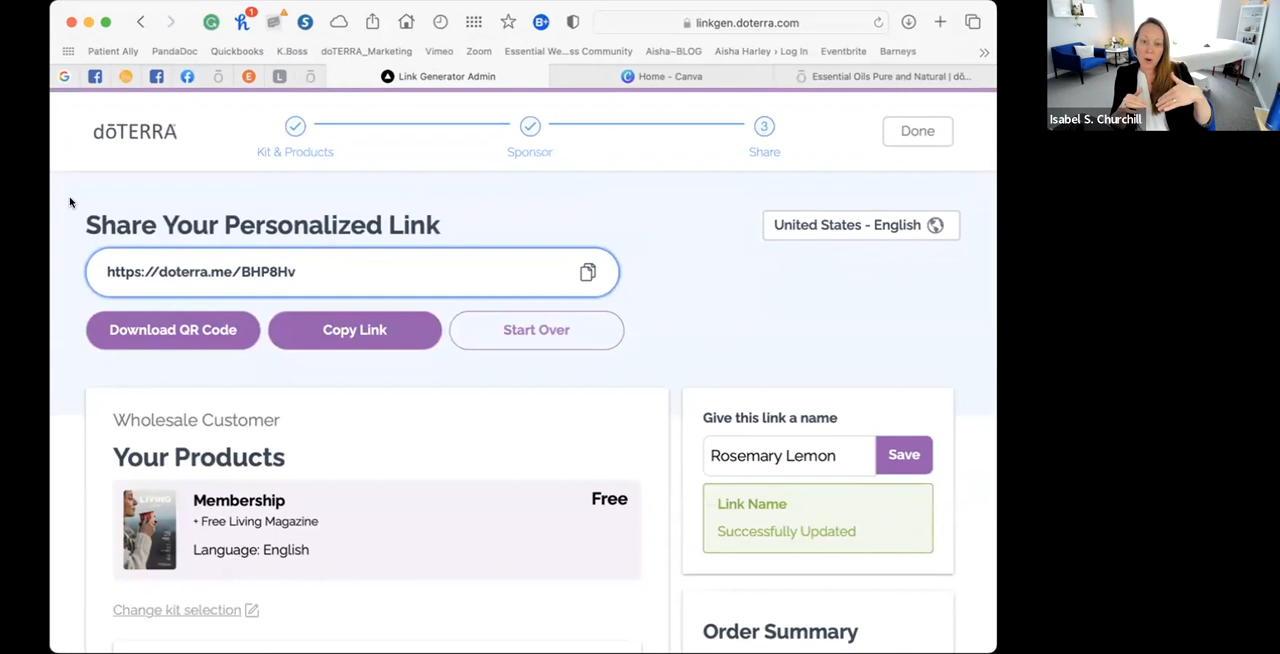 1
linkgen.doterra.com
Patient Ally PandaDoc Quickbooks K.Boss doTERRA_Marketing Vimeo Zoom Essential We...ss Community Aisha~BLOG Aisha Harley › Log In Eventbrite Barneys
Link Generator Admin
Home - Canva
Essential Oils Pure and Natural | dō...
dōTERRA
3
Done
Kit & Products
Sponsor
Share
Share Your Personalized Link
United States - English
https://doterra.me/BHP8Hv
Download QR Code
Copy Link
Start Over
Wholesale Customer
Your Products
LIVING
Membership
Free
+ Free Living Magazine
Language: English
Change kit selection
Give this link a name
Rosemary Lemon
Save
Link Name
Successfully Updated
Order Summary
Isabel S. Churchill